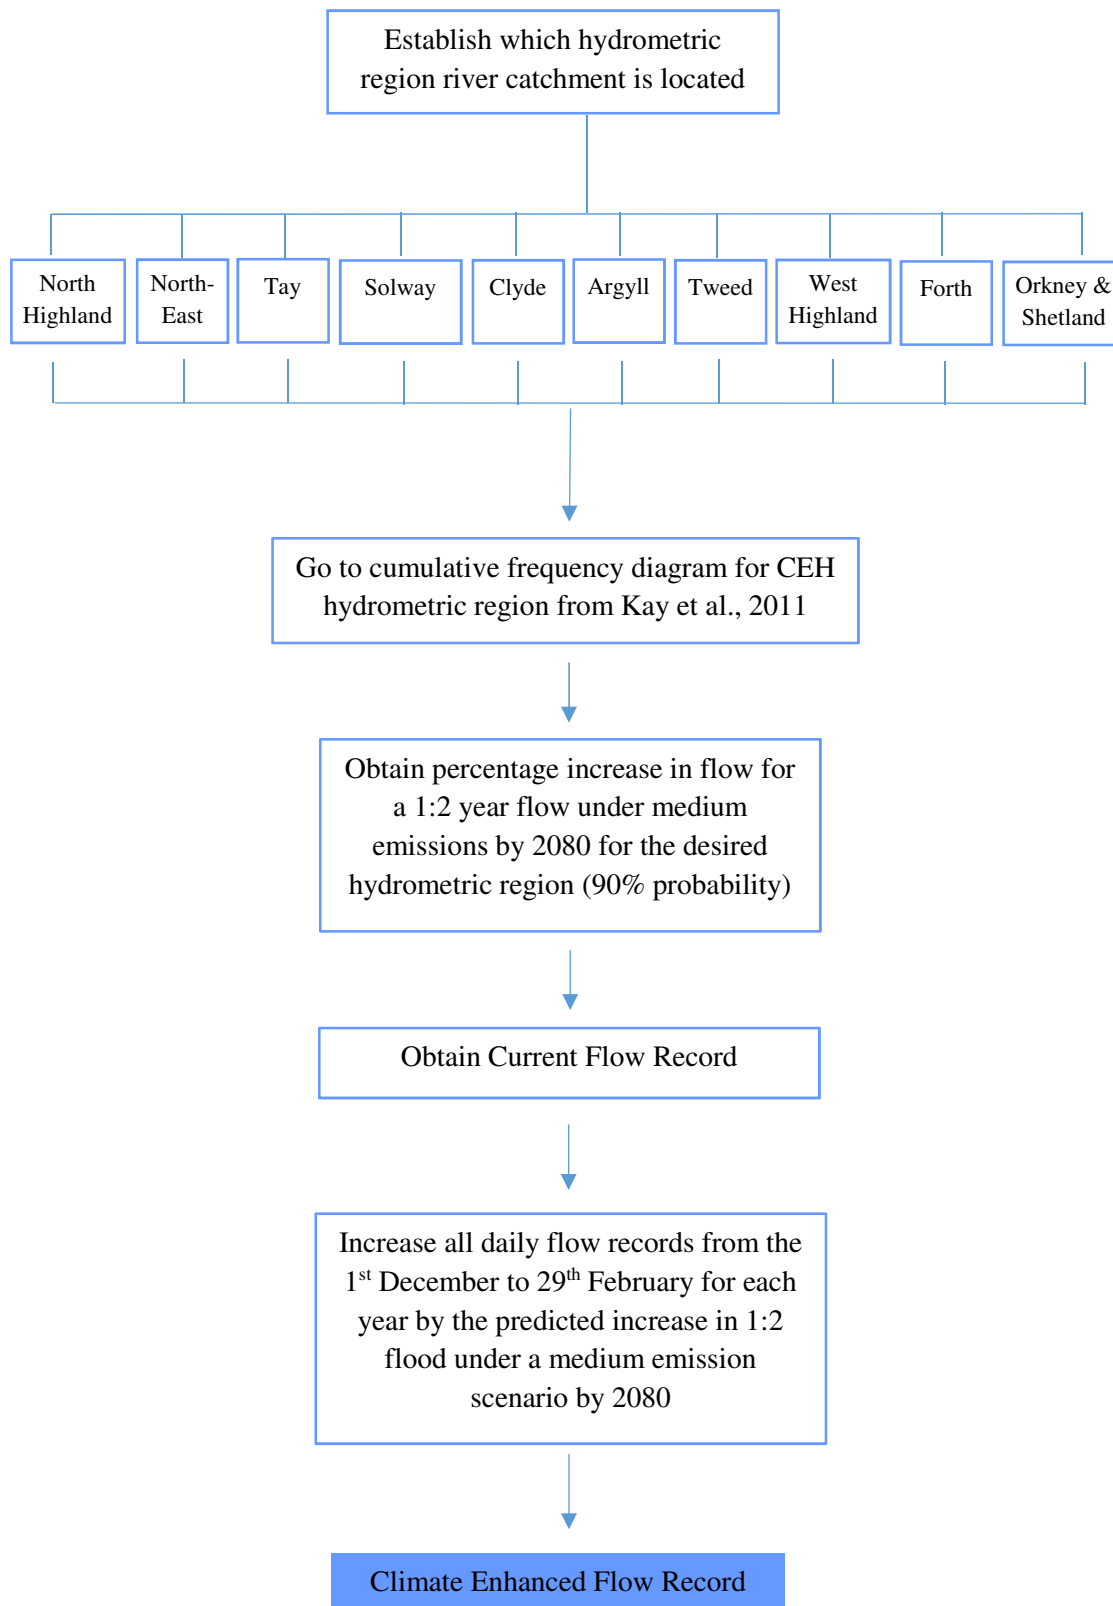 Establish which hydrometric
region river catchment is located
North
Highland
North-
East
Tay
Solway
Clyde
Argyll
Tweed
West
Highland
Forth
Orkney &
Shetland
Go to cumulative frequency diagram for CEH
hydrometric region from Kay et al., 2011
Obtain percentage increase in flow for
a 1:2 year flow under medium
emissions by 2080 for the desired
hydrometric region (90% probability)
Obtain Current Flow Record
Increase all daily flow records from the
1st December to 29th February for each
year by the predicted increase in 1:2
flood under a medium emission
scenario by 2080
Climate Enhanced Flow Record